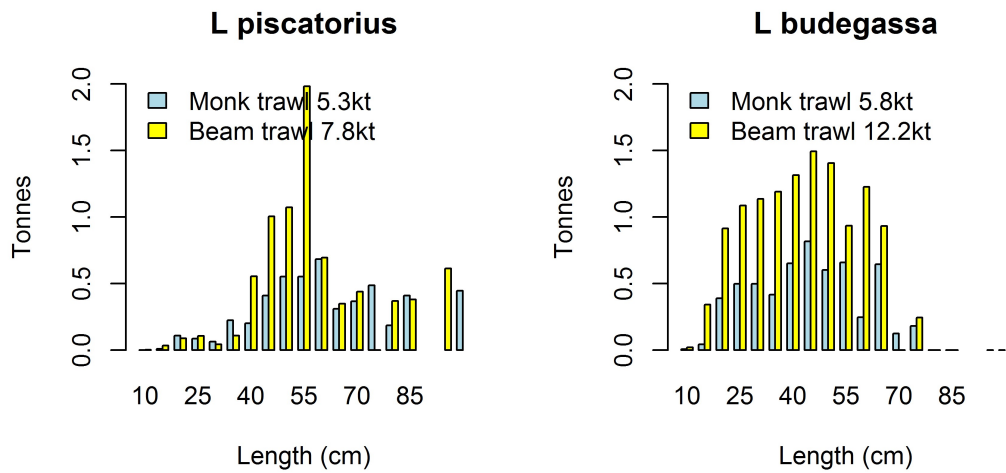 L piscatorius
Tonnes
2.0
1.5
1.0
0.5
0.0
Monk trawl 5.3kt
Beam trawl 7.8kt
10 25 40 55 70 85
Length (cm)
L budegassa
Tonnes
2.0
1.5
1.0
0.5
0.0
Monk trawl 5.8kt
Beam trawl 12.2kt
10 25 40 55 70 85
Length (cm)